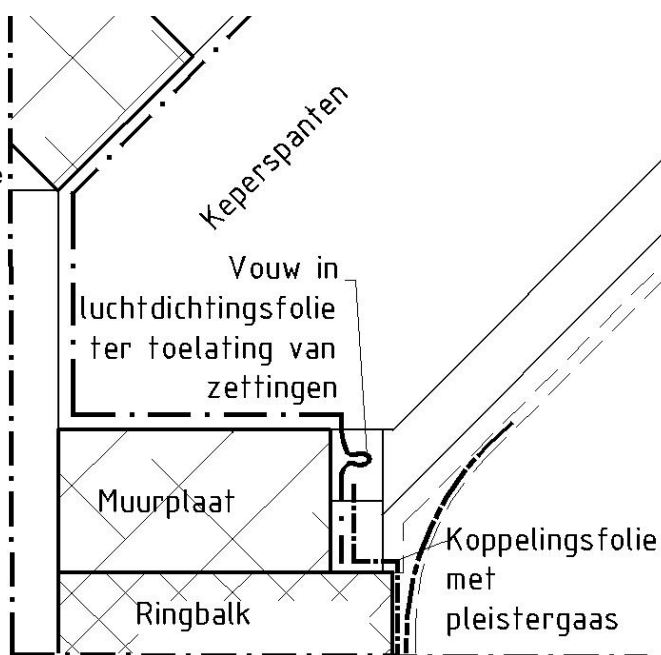 Keperspanten
Vouw in
luchtdichtingsfolie
ter toelating van
zettingen
Muurplaat
Ringbalk
Koppelingsfolie
met
pleistergaas